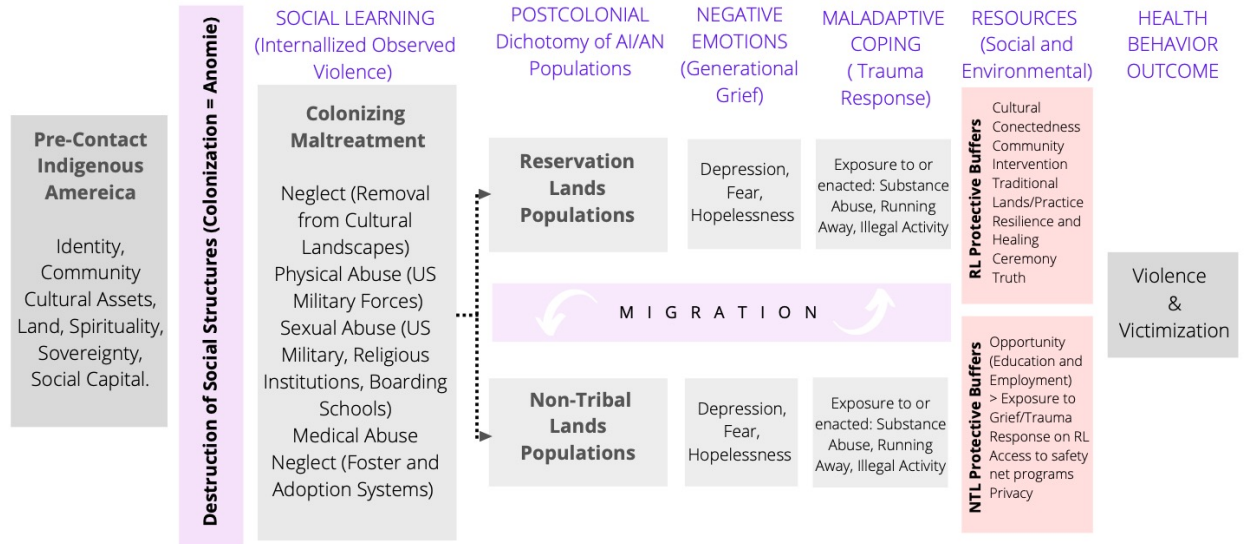 Pre-Contact
Indigenous
Amereica
Identity,
Community
Cultural Assets,
Land, Spirituality,
Sovereignty,
Social Capital.
Destruction of Social Structures (Colonization = Anomie)
SOCIAL LEARNING
(Internallized Observed
Violence)
Colonizing
Maltreatment
Neglect (Removal
from Cultural
Landscapes)
Physical Abuse (US
Military Forces)
Sexual Abuse (US
Military, Religious
Institutions, Boarding
Schools)
Medical Abuse
Neglect (Foster and
Adoption Systems)
POSTCOLONIAL
Dichotomy of AI/AN
Populations
Reservation
Lands
Populations
Non-Tribal
Lands
Populations
NEGATIVE
EMOTIONS
(Generational
Grief)
Depression,
Fear,
Hopelessness
Depression,
Fear,
Hopelessness
MALADAPTIVE
COPING
( Trauma
Response)
Exposure to or
enacted: Substance
Abuse, Running
Away, Illegal Activity
MIGRATION
Exposure to or
enacted: Substance
Abuse, Running
Away, Illegal Activity
RESOURCES
(Social and
Environmental)
RL Protective Buffers
Cultural
Conectedness
Community
Intervention
Traditional
Lands/Practice
Resilience and
Healing
Ceremony
Truth
NTL Protective Buffers
Opportunity
(Education and
Employment)
> Exposure to
Grief/Trauma
Response on RL
Access to safety
net programs
Privacy
HEALTH
BEHAVIOR
OUTCOME
Violence
&
Victimization